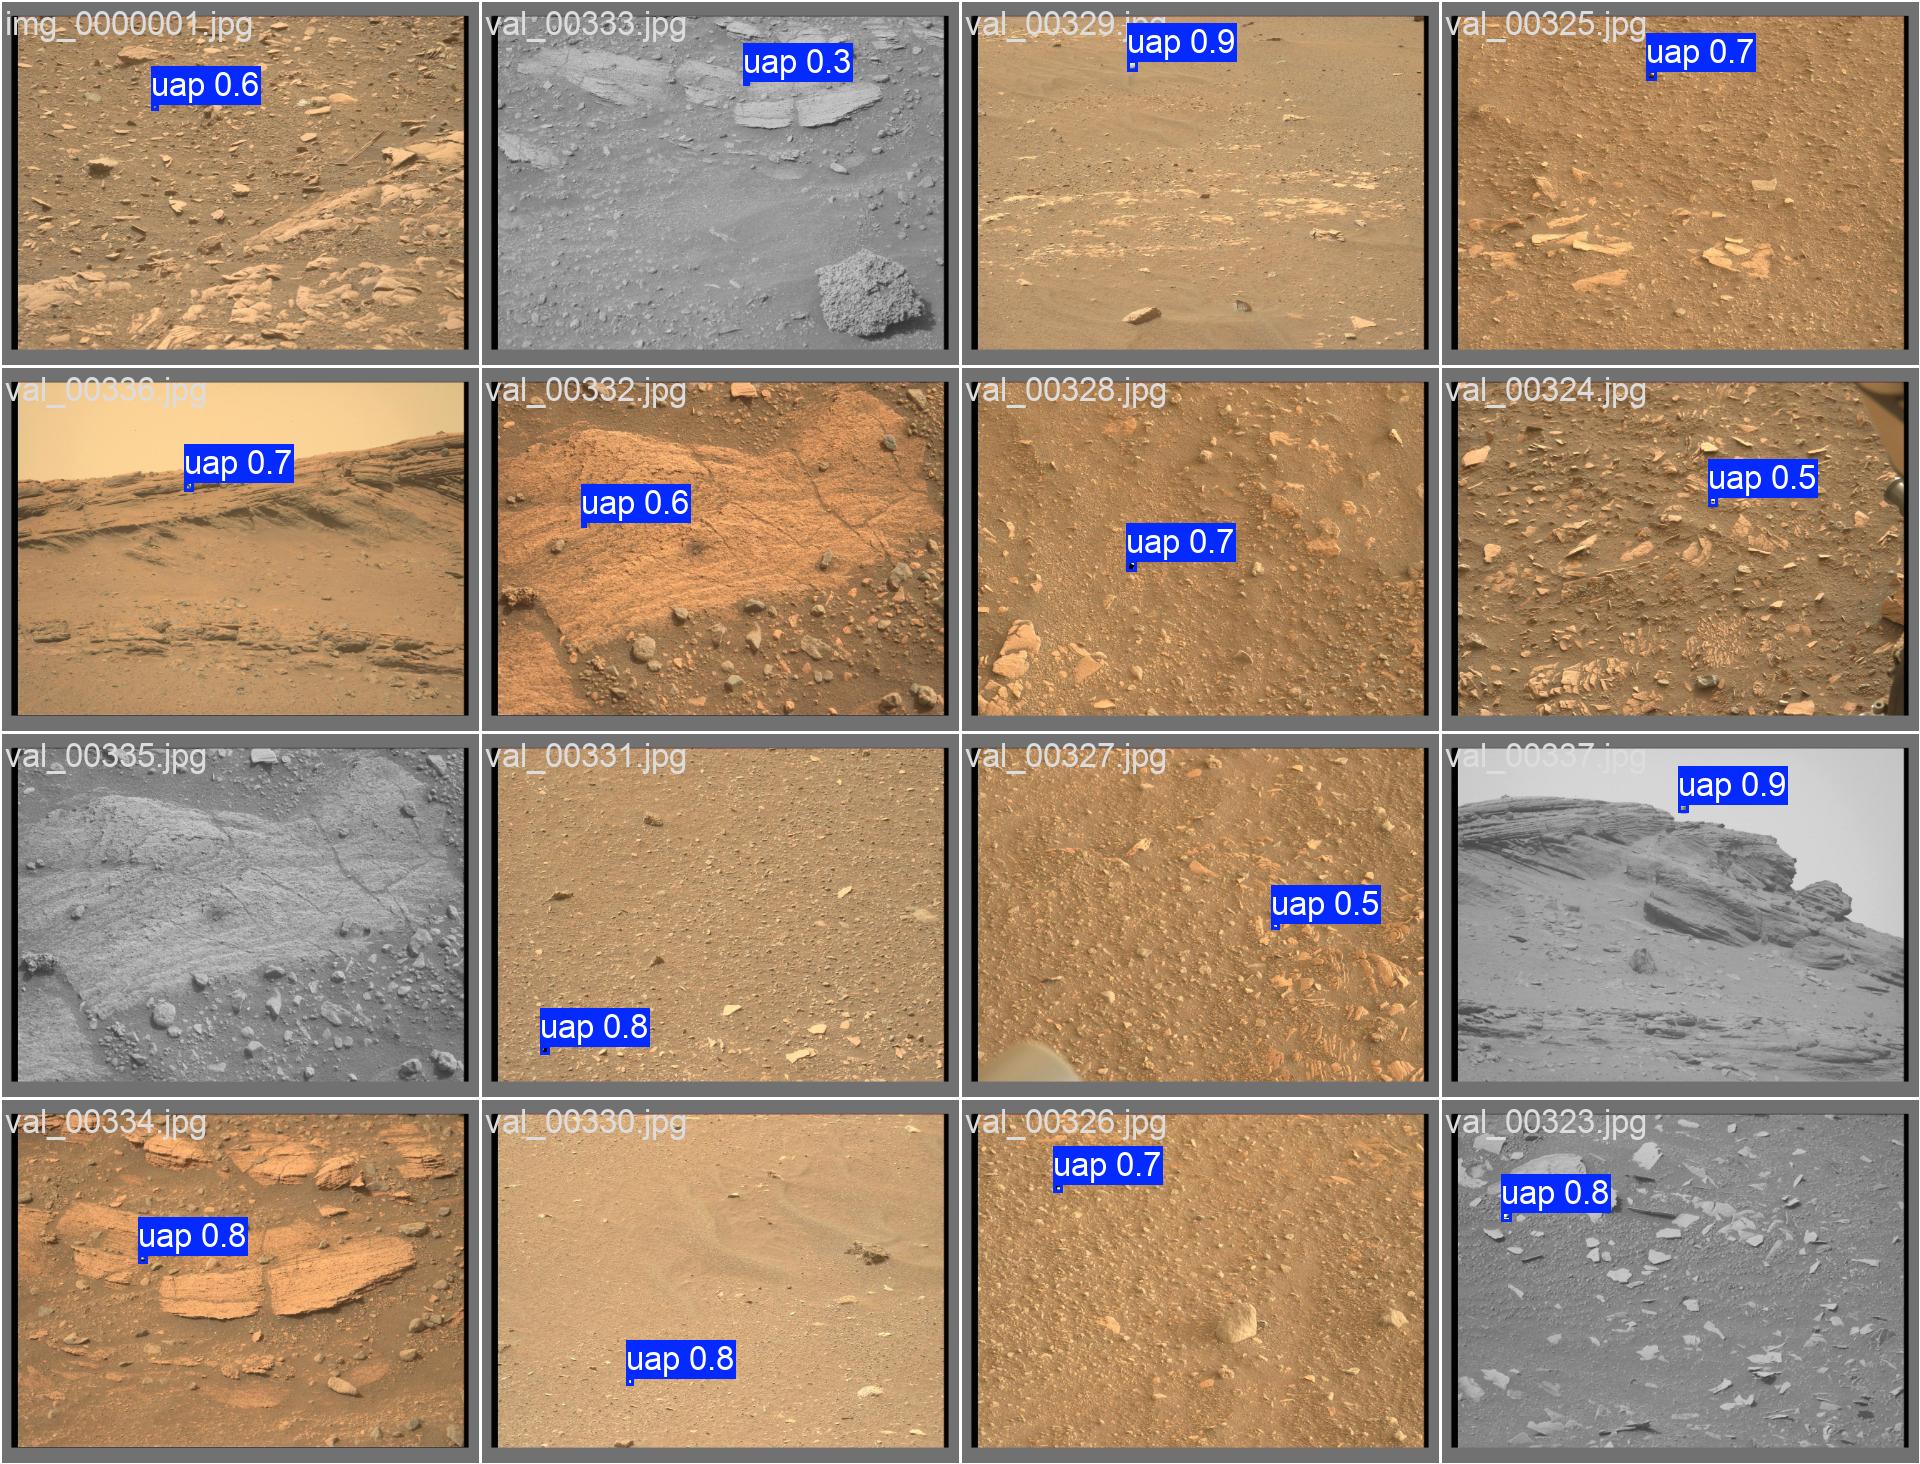 img_0000001.jpg
uap 0.6
val_00333.jpg
uap 0.3
val_00329.jpg
uap 0.9
val_00325.jpg
uap 0.7
val_00336.jpg
uap 0.7
val_00332.jpg
uap 0.6
val_00328.jpg
uap 0.7
val_00324.jpg
uap 0.5
val_00335.jpg
val_00331.jpg
uap 0.8
val_00327.jpg
uap 0.5
val_00337.jpg
uap 0.9
val_00334.jpg
uap 0.8
val_00330.jpg
uap 0.8
val_00326.jpg
uap 0.7
val_00323.jpg
uap 0.8